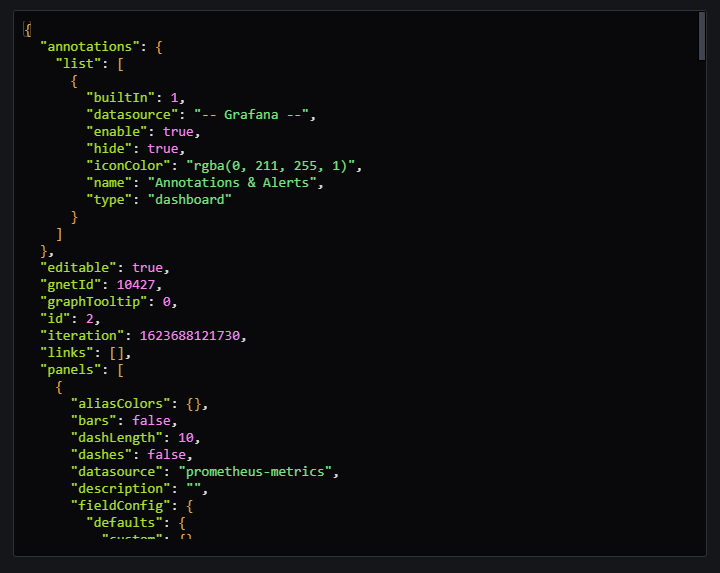 {
"annotations": {
"list": [
{
"builtIn": 1,
"datasource": "-- Grafana --",
"enable": true,
"hide": true,
"iconColor": "rgba(0, 211, 255, 1)",
"name": "Annotations & Alerts",
"type": "dashboard"
}
]
},
"editable": true,
"gnetId": 10427,
"graphTooltip": 0,
"id": 2,
"iteration": 1623688121730,
"links": [],
"panels": [
{
"aliasColors": {},
"bars": false,
"dashLength": 10,
"dashes": false,
"datasource": "prometheus-metrics",
"description": "",
"fieldConfig": {
"defaults": {
"custom": {}